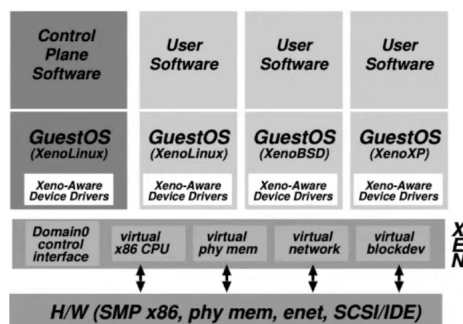 Control
Plane
Software
User
Software
User
Software
User
Software
GuestOS
(XenoLinux)
Xeno-Aware
Device Drivers
GuestOS
(XenoLinux)
Xeno-Aware
Device Drivers
GuestOS
(XenoBSD)
Xeno-Aware
Device Drivers
GuestOS
(XenoXP)
Xeno-Aware
Device Drivers
Domain0
control
interface
virtual
x86 CPU
virtual
phy mem
virtual
network
virtual
blockdev
X
E
N
H/W (SMP x86, phy mem, enet, SCSI/IDE)